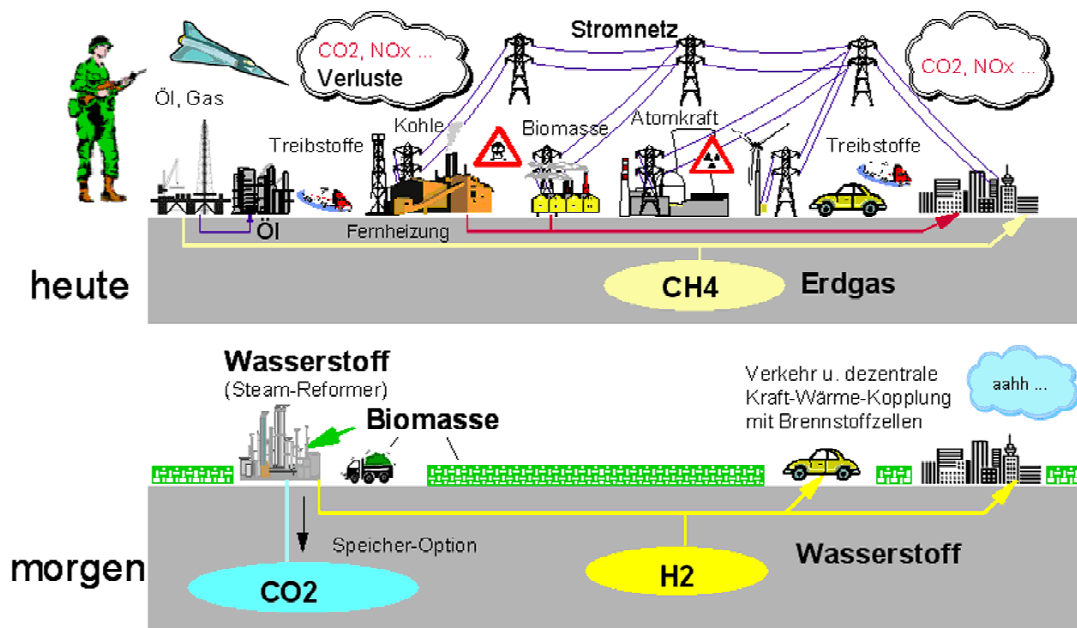 Stromnetz
CO2, NOx ...
Verluste
CO2, NOx ...
Öl, Gas
Treibstoffe
Kohle
Biomasse
Atomkraft
Treibstoffe
Öl
Fernheizung
heute
CH4
Erdgas
Wasserstoff
(Steam-Reformer)
Biomasse
Verkehr u. dezentrale
Kraft-Wärme-Kopplung
mit Brennstoffzellen
aahh ...
Speicher-Option
morgen
CO2
H2
Wasserstoff